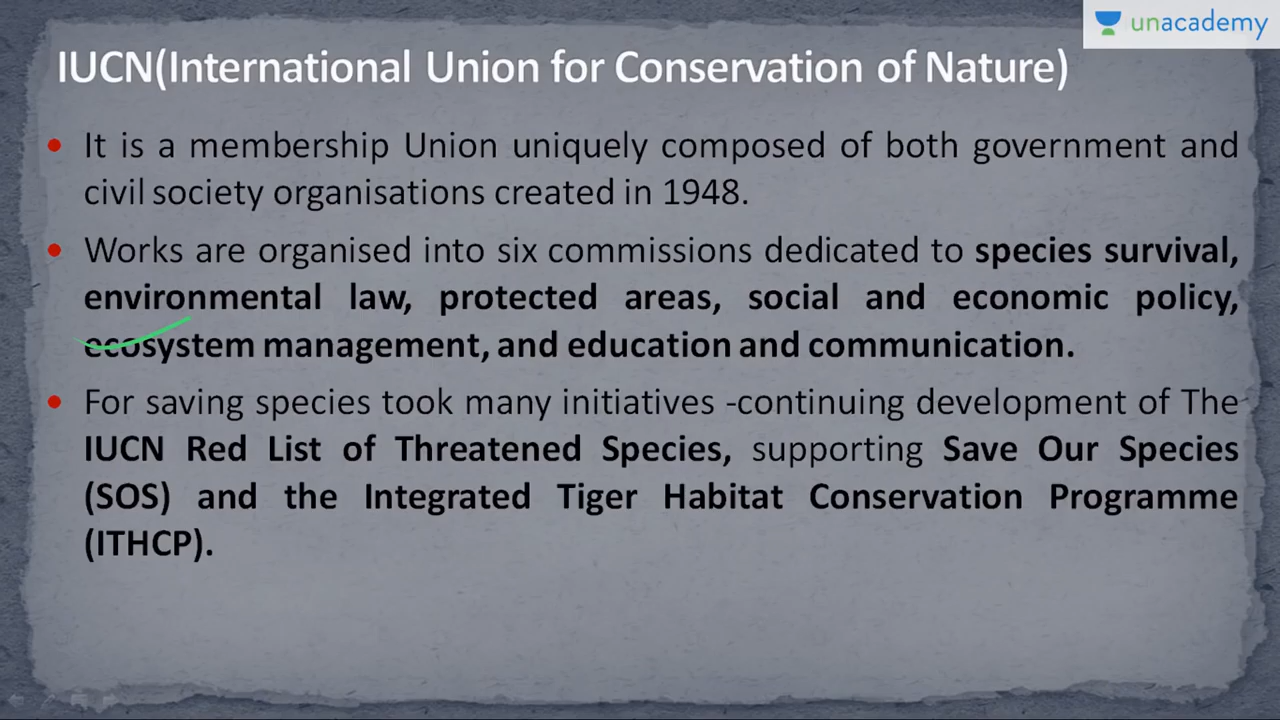 unacademy
IUCN(International Union for Conservation of Nature)
• It is a membership Union uniquely composed of both government and
civil society organisations created in 1948.
• Works are organised into six commissions dedicated to species survival,
environmental law, protected areas, social and economic policy,
ecosystem management, and education and communication.
• For saving species took many initiatives -continuing development of The
IUCN Red List of Threatened Species, supporting Save Our Species
(SOS) and the Integrated Tiger Habitat Conservation Programme
(ITHCP).